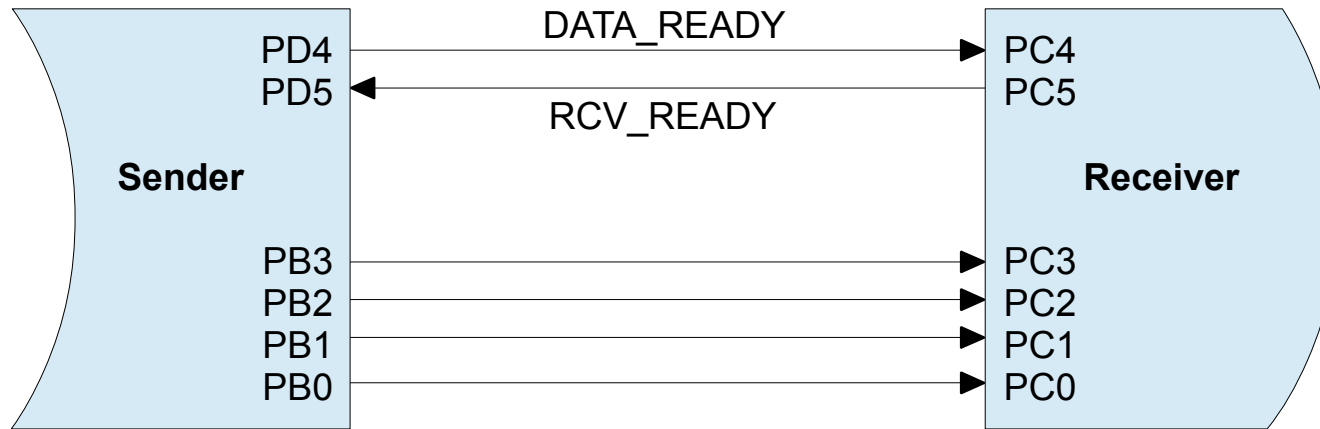 DATA_READY
PD4 PC4
PD5 PC5
RCV_READY
Sender Receiver
PB3 PC3
PB2 PC2
PB1 PC1
PB0 PC0